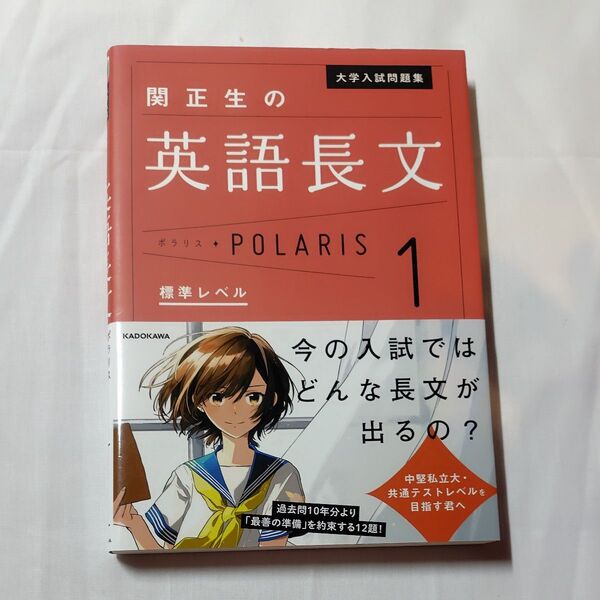 大学入試問題集
関正生の
英語長文
ポラリス✦POLARIS
1
標準レベル
KADOKAWA
今の入試では
どんな長文が
出るの?
中堅私立大・
共通テストレベルを
目指す君へ
過去問10年分より
「最善の準備」を約束する12題!
ポラリス